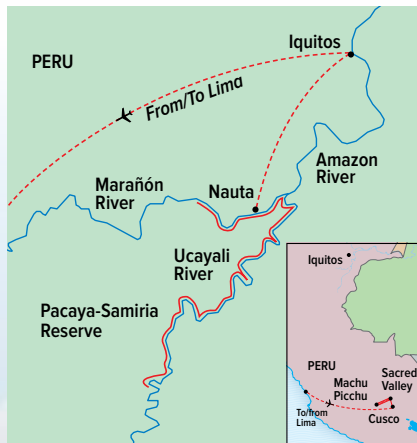 Iquitos
PERU
From/To Lima
Amazon
River
Marañón
River
Nauta
Ucayali
River
Pacaya-Samiria
Reserve
Iquitos
PERU
Sacred
Valley
Machu
Picchu
To/from
Lima
Cusco